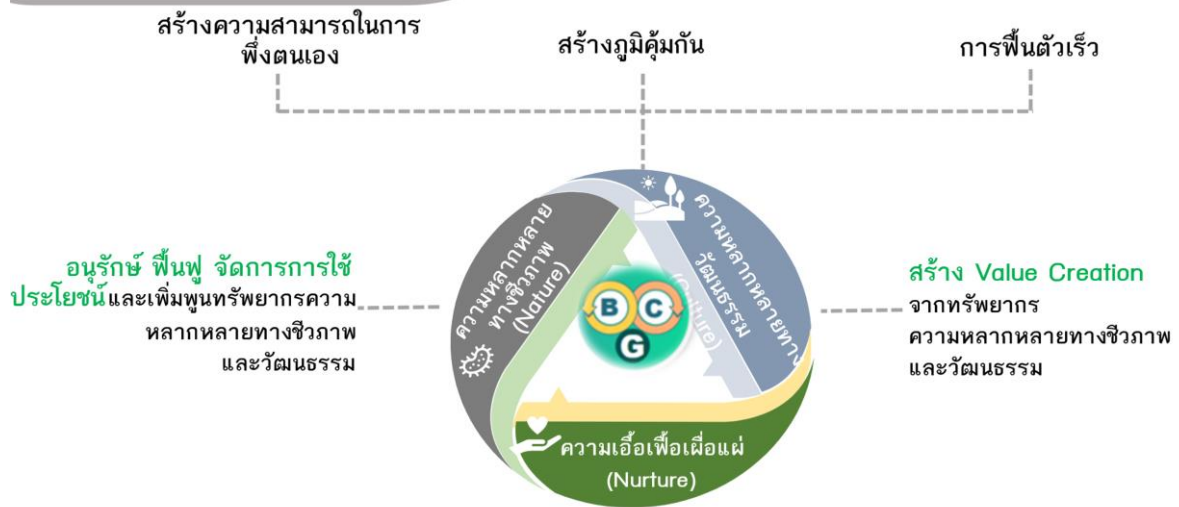 สร้างความสามารถในการ
พึ่งตนเอง
สร้างภูมิคุ้มกัน
การฟื้นตัวเร็ว
อนุรักษ์ ฟื้นฟู จัดการการใช้
ประโยชน์และเพิ่มพูนทรัพยากรความ
หลากหลายทางชีวภาพ
และวัฒนธรรม
ความหลากหลาย
ทางชีวภาพ
(Nature)
ความหลากหลายทาง
วัฒนธรรม
(Culture)
B C
G
ความเอื้อเฟื้อเผื่อแผ่
(Nurture)
สร้าง Value Creation
จากทรัพยากร
ความหลากหลายทางชีวภาพ
และวัฒนธรรม